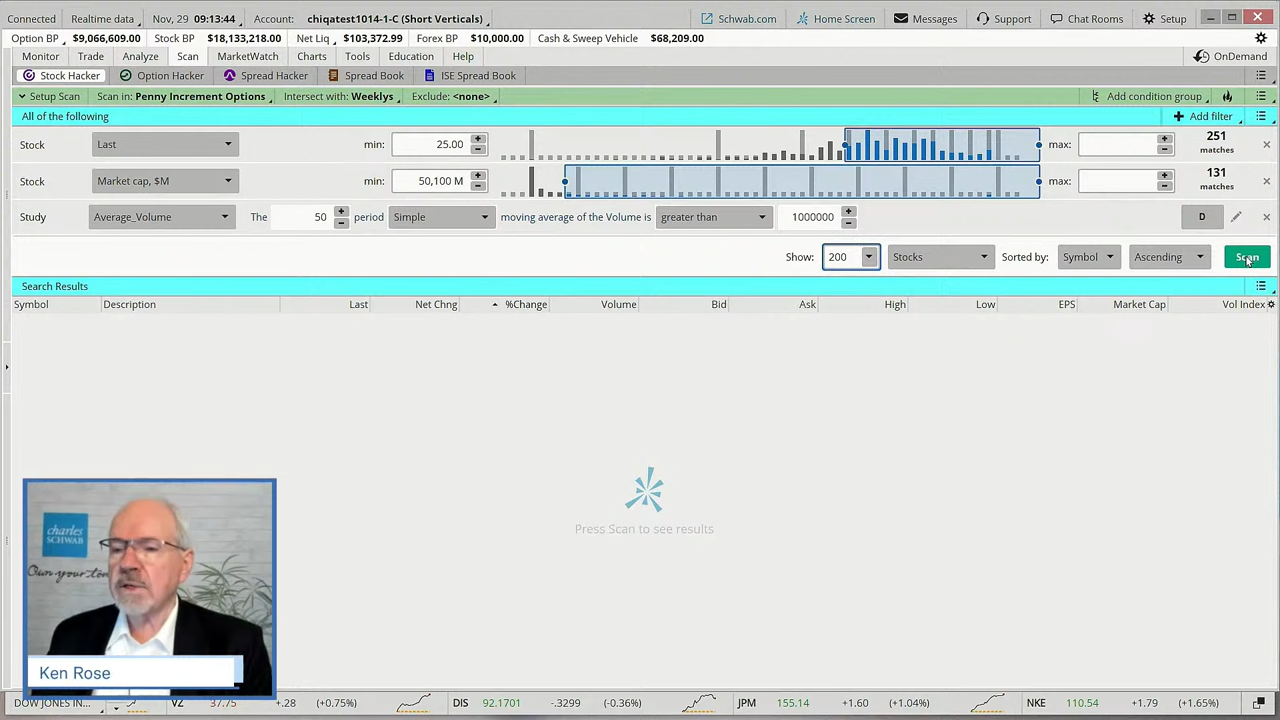 Connected Realtime data Nov, 29 09:13:44 Account: chiqatest1014-1-C (Short Verticals) Schwab.com Home Screen Messages Support Chat Rooms Setup
Option BP $9,066,609.00 Stock BP $18,133,218.00 Net Liq $103,372.99 Forex BP $10,000.00 Cash & Sweep Vehicle $68,209.00
Monitor Trade Analyze Scan MarketWatch Charts Tools Education Help OnDemand
Stock Hacker Option Hacker Spread Hacker Spread Book ISE Spread Book
Setup Scan Scan in: Penny Increment Options Intersect with: Weeklys Exclude: <none> Add condition group
All of the following Add filter
Stock Last min: 25.00 max: 251 matches
Stock Market cap, $M min: 50,100 M max: 131 matches
Study Average_Volume The 50 period Simple moving average of the Volume is greater than 1000000 D
Show: 200 Stocks Sorted by: Symbol Ascending Scan
Search Results
Symbol Description Last Net Chng %Change Volume Bid Ask High Low EPS Market Cap Vol Index
Press Scan to see results
charles
SCHWAB
Own your
Ken Rose
DOW JONES IN... VZ 37.75 +.28 (+0.75%) DIS 92.1701 -.3299 (-0.36%) JPM 155.14 +1.60 (+1.04%) NKE 110.54 +1.79 (+1.65%)